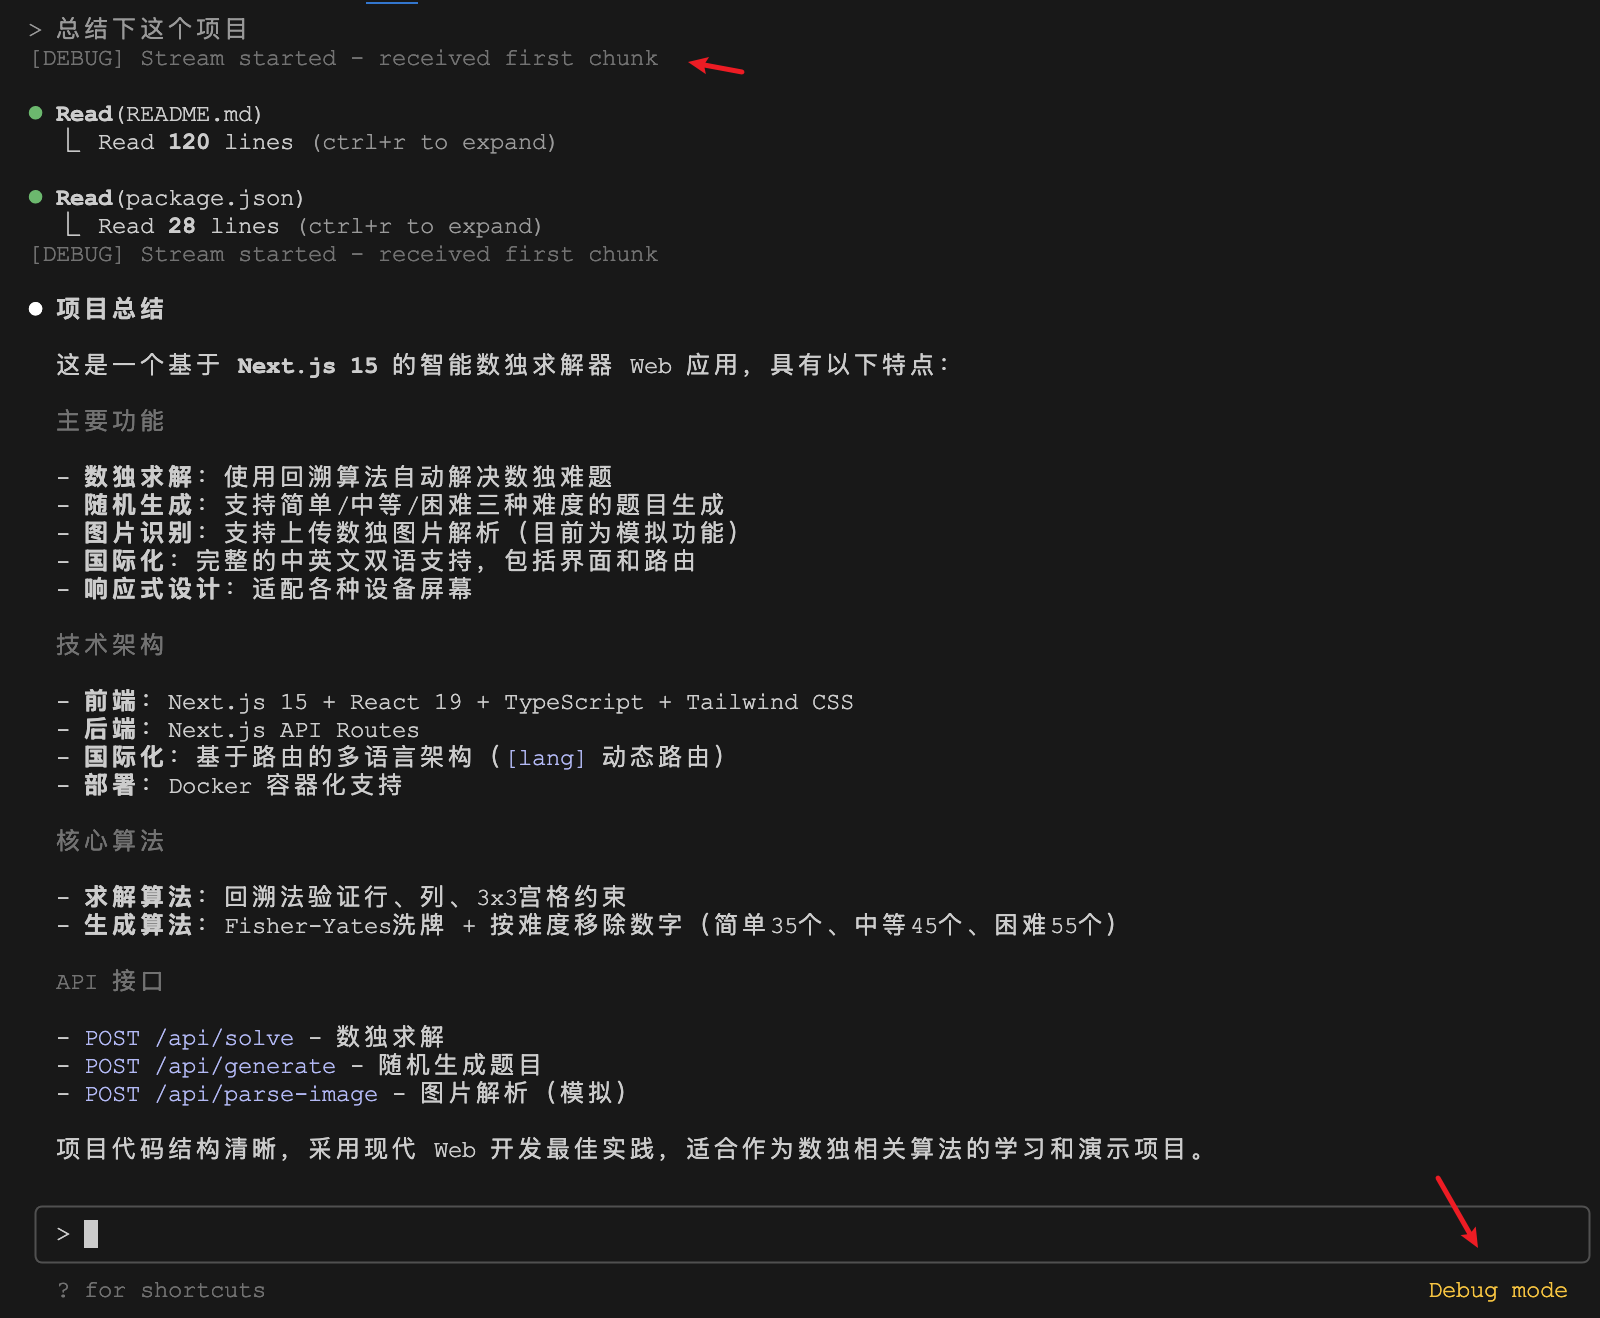 > 总结下这个项目
[DEBUG] Stream started - received first chunk
Read(README.md)
Read 120 lines (ctrl+r to expand)
Read(package.json)
Read 28 lines (ctrl+r to expand)
[DEBUG] Stream started - received first chunk
项目总结
这是一个基于 Next.js 15 的智能数独求解器 Web 应用，具有以下特点：
主要功能
- 数独求解：使用回溯算法自动解决数独难题
- 随机生成：支持简单/中等/困难三种难度的题目生成
- 图片识别：支持上传数独图片解析（目前为模拟功能）
- 国际化：完整的中英文双语支持，包括界面和路由
- 响应式设计：适配各种设备屏幕
技术架构
- 前端：Next.js 15 + React 19 + TypeScript + Tailwind CSS
- 后端：Next.js API Routes
- 国际化：基于路由的多语言架构（[lang] 动态路由）
- 部署：Docker 容器化支持
核心算法
- 求解算法：回溯法验证行、列、3x3宫格约束
- 生成算法：Fisher-Yates洗牌 + 按难度移除数字（简单35个、中等45个、困难55个）
API 接口
- POST /api/solve - 数独求解
- POST /api/generate - 随机生成题目
- POST /api/parse-image - 图片解析（模拟）
项目代码结构清晰，采用现代 Web 开发最佳实践，适合作为数独相关算法的学习和演示项目。
>
? for shortcuts
Debug mode